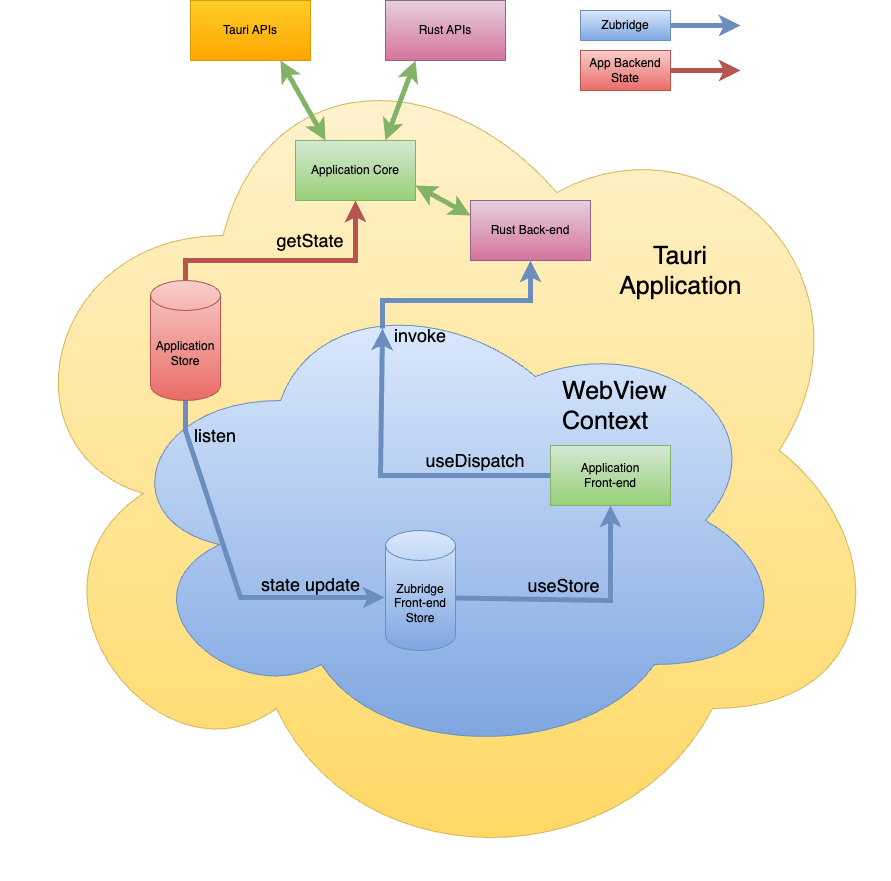 Tauri APIs
Rust APIs
Zubridge
App Backend
State
Application Core
Rust Back-end
getState
Tauri
Application
Application
Store
invoke
WebView
Context
listen
useDispatch
Application
Front-end
state update
Zubridge
Front-end
Store
useStore